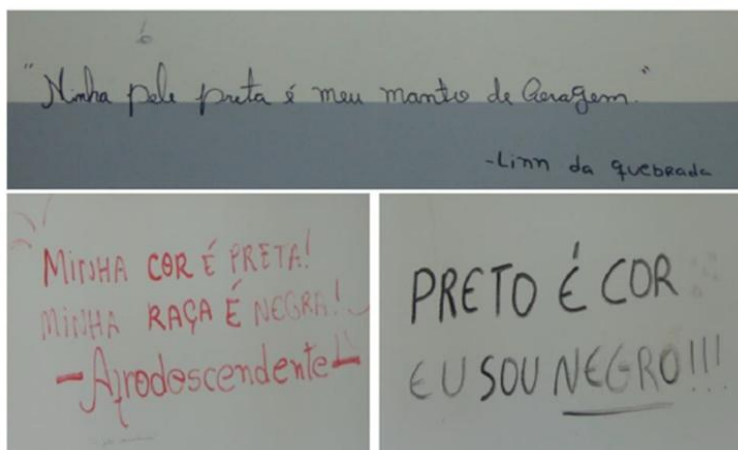 "Minha pele preta é meu manto de coragem."
-Linn da quebrada
MINHA COR É PRETA!
MINHA RAÇA É NEGRA!
-Afrodescendente!-
PRETO É COR
EU SOU NEGRO!!!